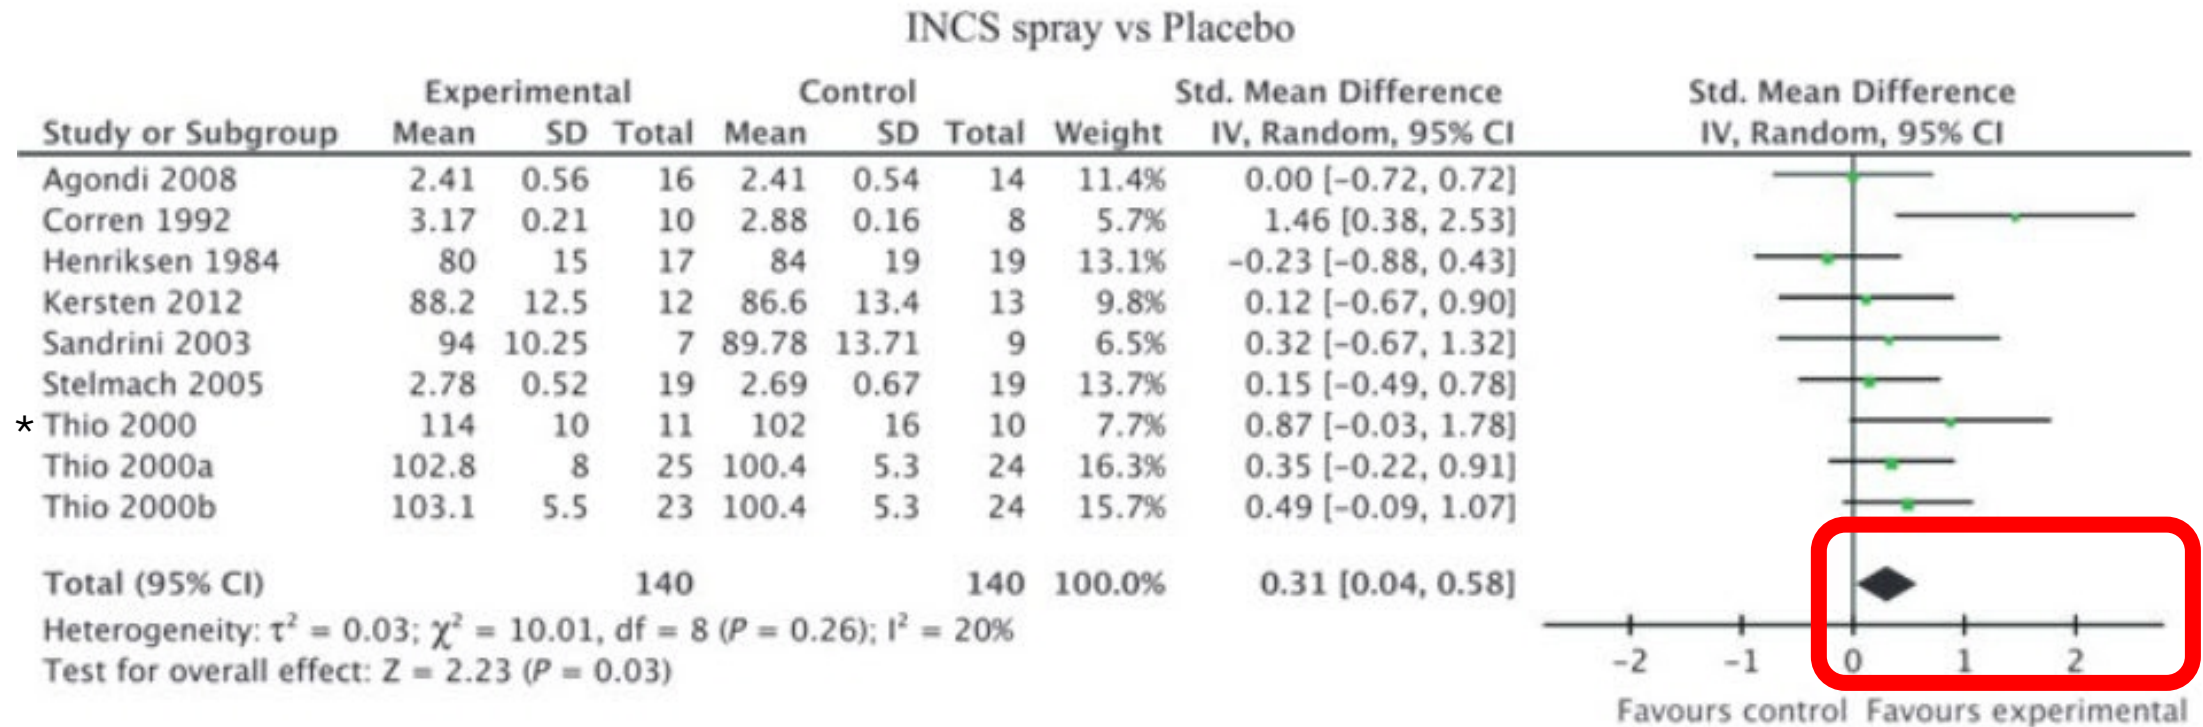 INCS spray vs Placebo
Experimental Control Std. Mean Difference Std. Mean Difference
Study or Subgroup Mean SD Total Mean SD Total Weight IV, Random, 95% CI IV, Random, 95% CI
Agondi 2008 2.41 0.56 16 2.41 0.54 14 11.4% 0.00 [−0.72, 0.72]
Corren 1992 3.17 0.21 10 2.88 0.16 8 5.7% 1.46 [0.38, 2.53]
Henriksen 1984 80 15 17 84 19 19 13.1% −0.23 [−0.88, 0.43]
Kersten 2012 88.2 12.5 12 86.6 13.4 13 9.8% 0.12 [−0.67, 0.90]
Sandrini 2003 94 10.25 7 89.78 13.71 9 6.5% 0.32 [−0.67, 1.32]
Stelmach 2005 2.78 0.52 19 2.69 0.67 19 13.7% 0.15 [−0.49, 0.78]
* Thio 2000 114 10 11 102 16 10 7.7% 0.87 [−0.03, 1.78]
Thio 2000a 102.8 8 25 100.4 5.3 24 16.3% 0.35 [−0.22, 0.91]
Thio 2000b 103.1 5.5 23 100.4 5.3 24 15.7% 0.49 [−0.09, 1.07]
Total (95% CI) 140 140 100.0% 0.31 [0.04, 0.58]
Heterogeneity: τ² = 0.03; χ² = 10.01, df = 8 (P = 0.26); I² = 20%
Test for overall effect: Z = 2.23 (P = 0.03)
−2 −1 0 1 2
Favours control Favours experimental